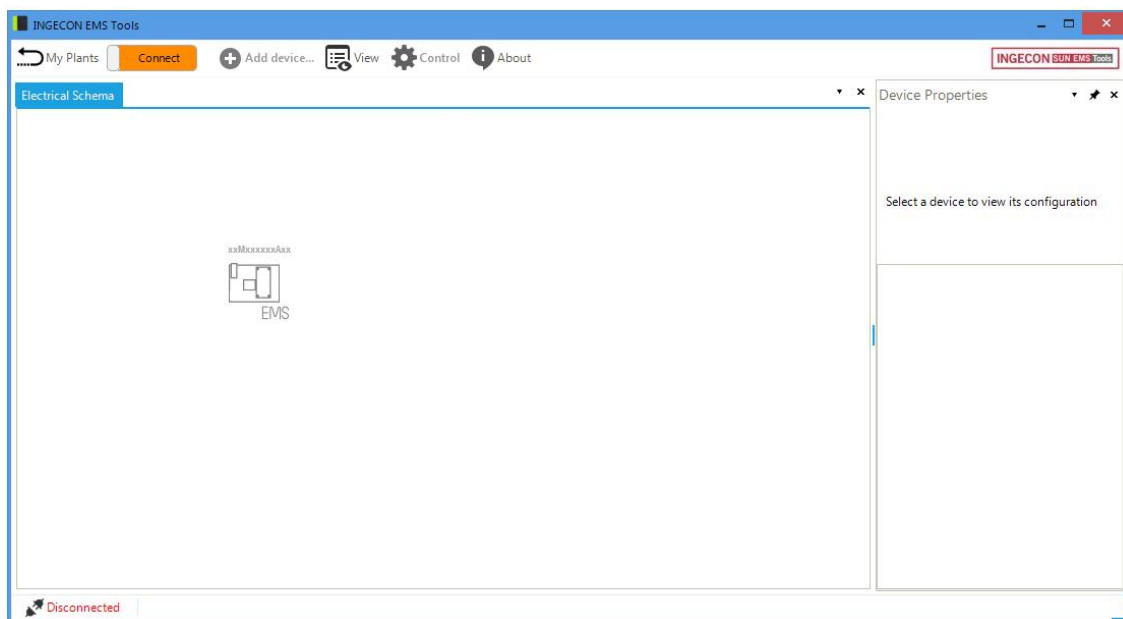 INGECON EMS Tools
My Plants Connect Add device... View Control About INGECON SUN EMS Tools
Electrical Schema
Device Properties
Select a device to view its configuration
xxMxxxxxxAxx
EMS
Disconnected